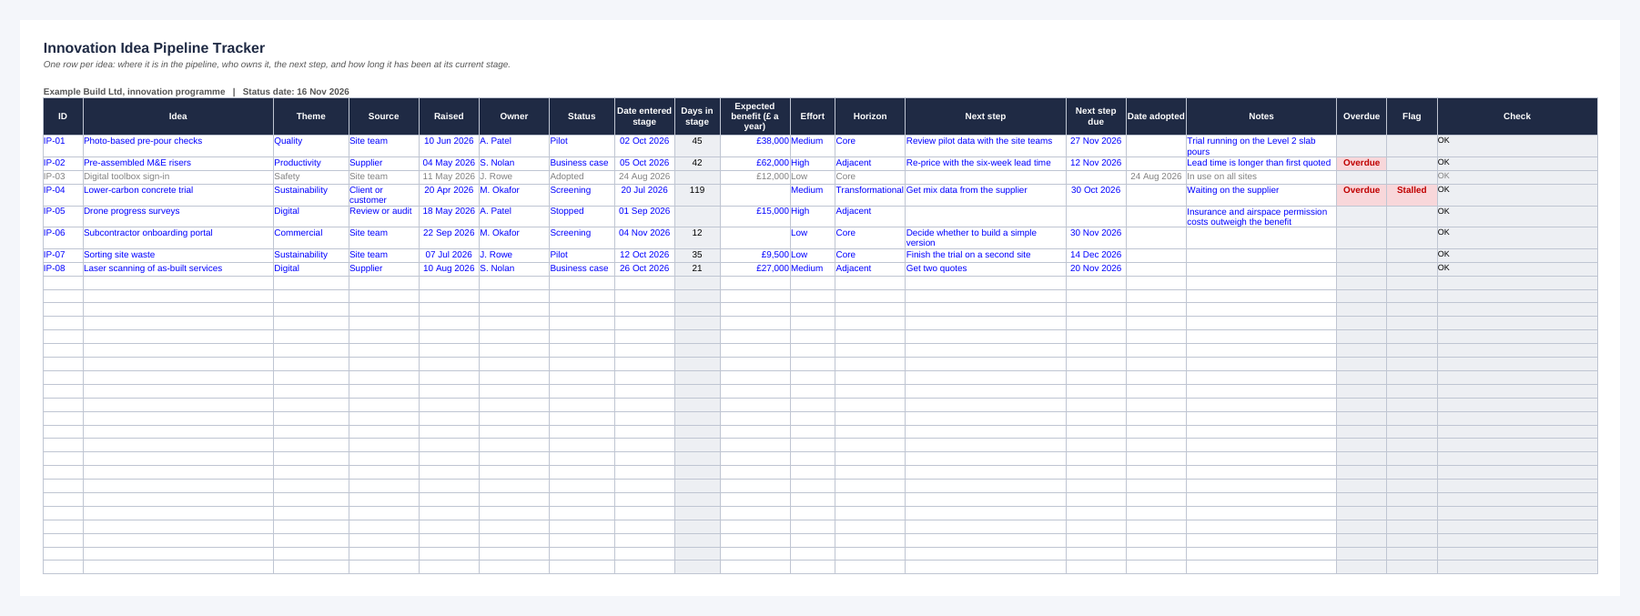 Innovation Idea Pipeline Tracker
One row per idea: where it is in the pipeline, who owns it, the next step, and how long it has been at its current stage.
Example Build Ltd, innovation programme | Status date: 16 Nov 2026
ID Idea Theme Source Raised Owner Status Date entered stage Days in stage Expected benefit (£ a year) Effort Horizon Next step Next step due Date adopted Notes Overdue Flag Check
IP-01 Photo-based pre-pour checks Quality Site team 10 Jun 2026 A. Patel Pilot 02 Oct 2026 45 £38,000 Medium Core Review pilot data with the site teams 27 Nov 2026 Trial running on the Level 2 slab pours OK
IP-02 Pre-assembled M&E risers Productivity Supplier 04 May 2026 S. Nolan Business case 05 Oct 2026 42 £62,000 High Adjacent Re-price with the six-week lead time 12 Nov 2026 Lead time is longer than first quoted Overdue OK
IP-03 Digital toolbox sign-in Safety Site team 11 May 2026 J. Rowe Adopted 24 Aug 2026 £12,000 Low Core 24 Aug 2026 In use on all sites OK
IP-04 Lower-carbon concrete trial Sustainability Client or customer 20 Apr 2026 M. Okafor Screening 20 Jul 2026 119 Medium Transformational Get mix data from the supplier 30 Oct 2026 Waiting on the supplier Overdue Stalled OK
IP-05 Drone progress surveys Digital Review or audit 18 May 2026 A. Patel Stopped 01 Sep 2026 £15,000 High Adjacent Insurance and airspace permission costs outweigh the benefit OK
IP-06 Subcontractor onboarding portal Commercial Site team 22 Sep 2026 M. Okafor Screening 04 Nov 2026 12 Low Core Decide whether to build a simple version 30 Nov 2026 OK
IP-07 Sorting site waste Sustainability Site team 07 Jul 2026 J. Rowe Pilot 12 Oct 2026 35 £9,500 Low Core Finish the trial on a second site 14 Dec 2026 OK
IP-08 Laser scanning of as-built services Digital Supplier 10 Aug 2026 S. Nolan Business case 26 Oct 2026 21 £27,000 Medium Adjacent Get two quotes 20 Nov 2026 OK